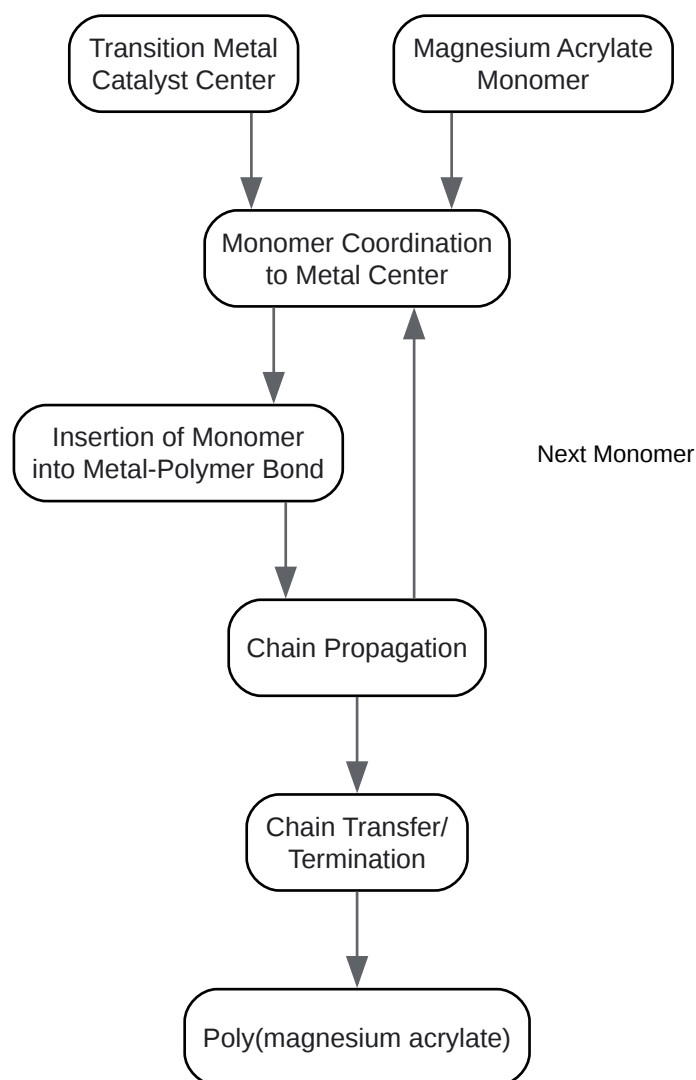 Transition Metal
Catalyst Center
Magnesium Acrylate
Monomer
Monomer Coordination
to Metal Center
Insertion of Monomer
into Metal-Polymer Bond
Next Monomer
Chain Propagation
Chain Transfer/
Termination
Poly(magnesium acrylate)